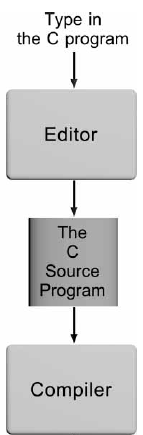 Type in
the C program
Editor
The
C
Source
Program
Compiler